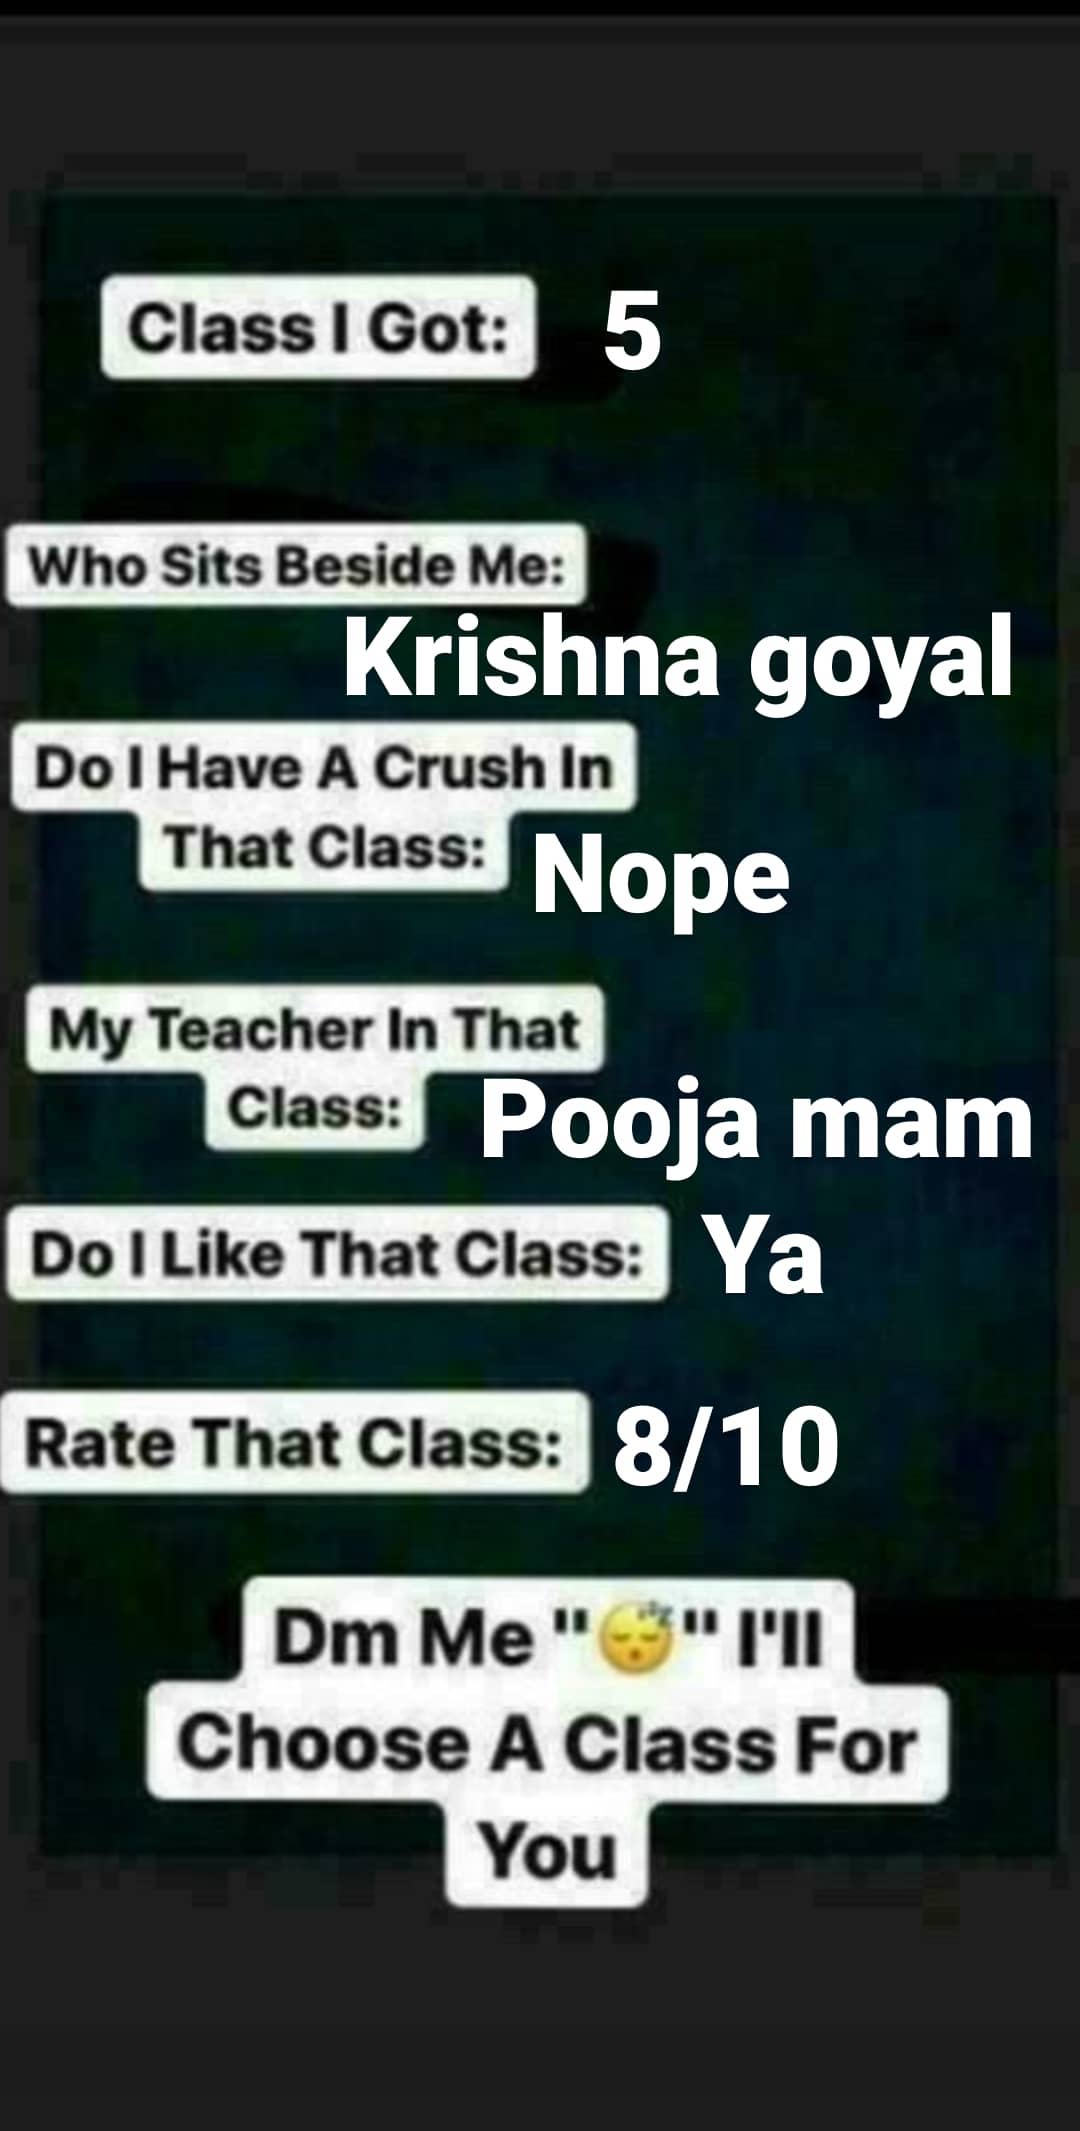 Class I Got: 5
Who Sits Beside Me:
Krishna goyal
Do I Have A Crush In
That Class: Nope
My Teacher In That
Class: Pooja mam
Do I Like That Class: Ya
Rate That Class: 8/10
Dm Me "😴" I'll
Choose A Class For
You